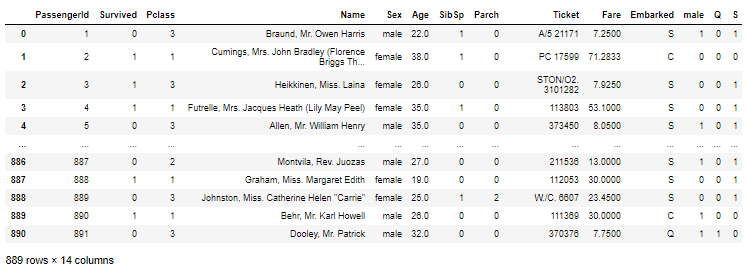 PassengerId Survived Pclass Name Sex Age SibSp Parch Ticket Fare Embarked male Q S
0 1 0 3 Braund, Mr. Owen Harris male 22.0 1 0 A/5 21171 7.2500 S 1 0 1
1 2 1 1 Cumings, Mrs. John Bradley (Florence Briggs Th... female 38.0 1 0 PC 17599 71.2833 C 0 0 0
2 3 1 3 Heikkinen, Miss. Laina female 26.0 0 0 STON/O2. 3101282 7.9250 S 0 0 1
3 4 1 1 Futrelle, Mrs. Jacques Heath (Lily May Peel) female 35.0 1 0 113803 53.1000 S 0 0 1
4 5 0 3 Allen, Mr. William Henry male 35.0 0 0 373450 8.0500 S 1 0 1
... ... ... ... ... ... ... ... ... ... ... ... ... ... ...
886 887 0 2 Montvila, Rev. Juozas male 27.0 0 0 211536 13.0000 S 1 0 1
887 888 1 1 Graham, Miss. Margaret Edith female 19.0 0 0 112053 30.0000 S 0 0 1
888 889 0 3 Johnston, Miss. Catherine Helen "Carrie" female 25.0 1 2 W./C. 6607 23.4500 S 0 0 1
889 890 1 1 Behr, Mr. Karl Howell male 26.0 0 0 111369 30.0000 C 1 0 0
890 891 0 3 Dooley, Mr. Patrick male 32.0 0 0 370376 7.7500 Q 1 1 0
889 rows × 14 columns